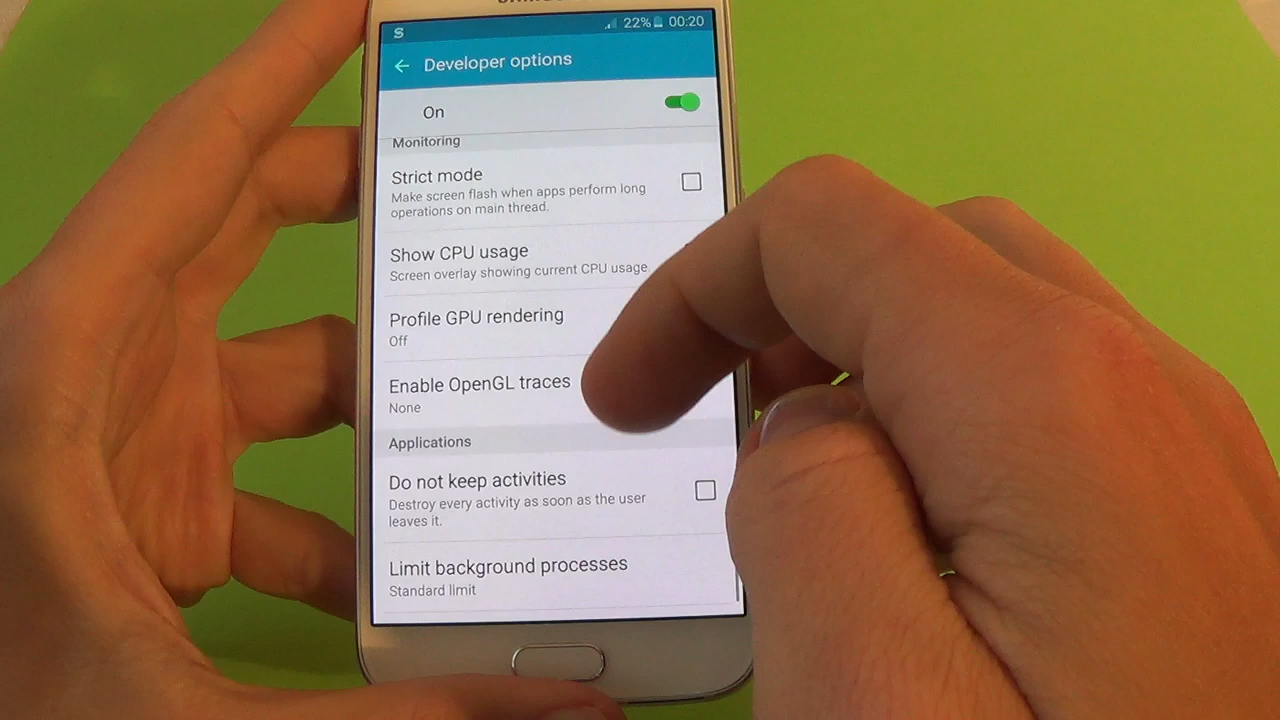 S 22% 00:20
Developer options
On
Monitoring
Strict mode
Make screen flash when apps perform long
operations on main thread.
Show CPU usage
Screen overlay showing current CPU usage
Profile GPU rendering
Off
Enable OpenGL traces
None
Applications
Do not keep activities
Destroy every activity as soon as the user
leaves it.
Limit background processes
Standard limit